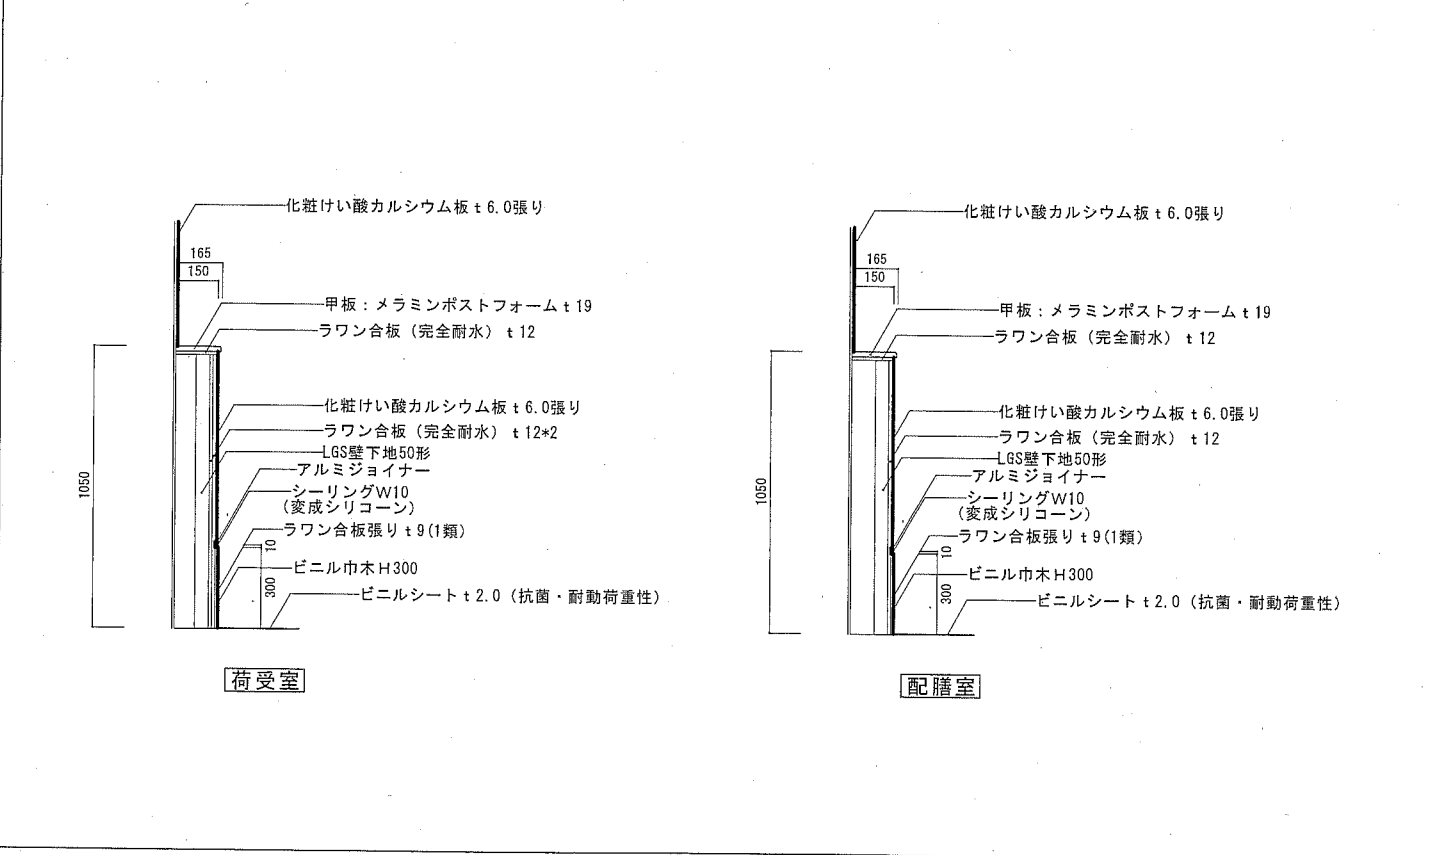 化粧けい酸カルシウム板ｔ6.0張り
165
150
甲板：メラミンポストフォームｔ19
ラワン合板（完全耐水）ｔ12
1050
化粧けい酸カルシウム板ｔ6.0張り
ラワン合板（完全耐水）ｔ12*2
LGS壁下地50形
アルミジョイナー
シーリングW10
(変成シリコーン)
ラワン合板張りｔ9(1類)
10
ビニル巾木H300
300
ビニルシートｔ2.0（抗菌・耐動荷重性）
荷受室
化粧けい酸カルシウム板ｔ6.0張り
165
150
甲板：メラミンポストフォームｔ19
ラワン合板（完全耐水）ｔ12
1050
化粧けい酸カルシウム板ｔ6.0張り
ラワン合板（完全耐水）ｔ12
LGS壁下地50形
アルミジョイナー
シーリングW10
(変成シリコーン)
ラワン合板張りｔ9(1類)
10
ビニル巾木H300
300
ビニルシートｔ2.0（抗菌・耐動荷重性）
配膳室